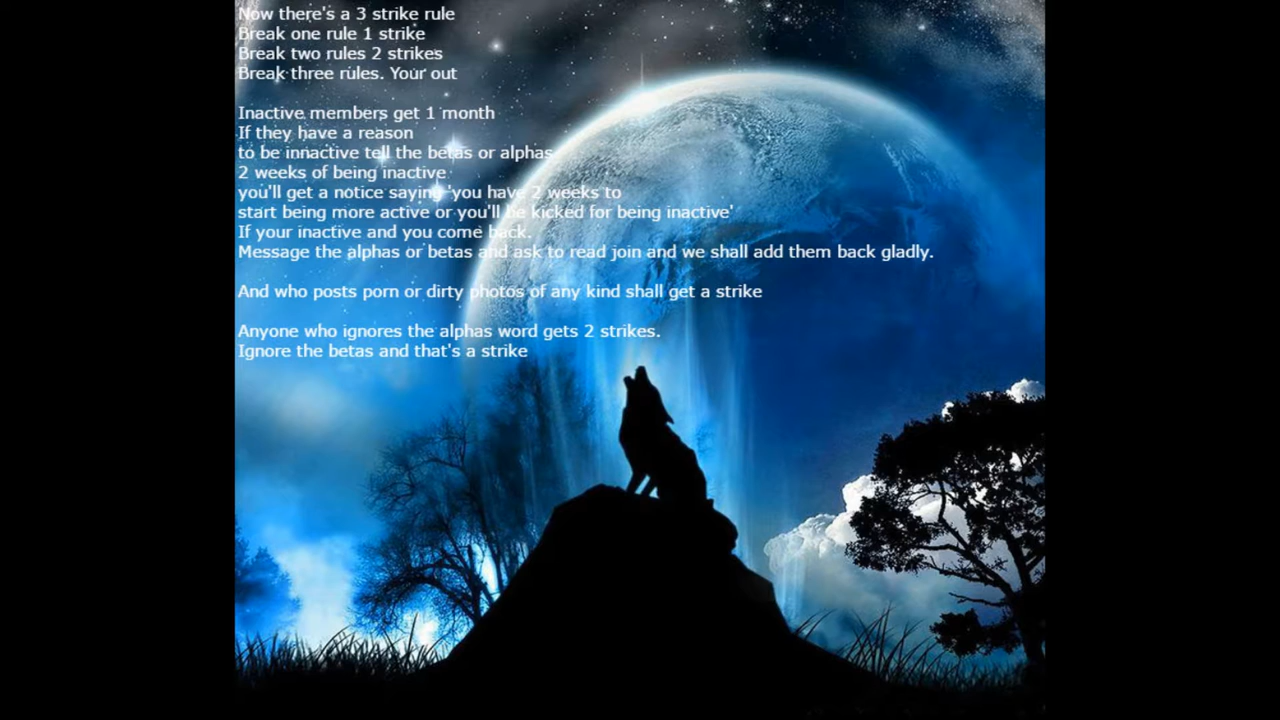 Now there's a 3 strike rule
Break one rule 1 strike
Break two rules 2 strikes
Break three rules. Your out
Inactive members get 1 month
If they have a reason
to be innactive tell the betas or alphas
2 weeks of being inactive
you'll get a notice saying 'you have 2 weeks to
start being more active or you'll be kicked for being inactive'
If your inactive and you come back.
Message the alphas or betas and ask to read join and we shall add them back gladly.
And who posts porn or dirty photos of any kind shall get a strike
Anyone who ignores the alphas word gets 2 strikes.
Ignore the betas and that's a strike